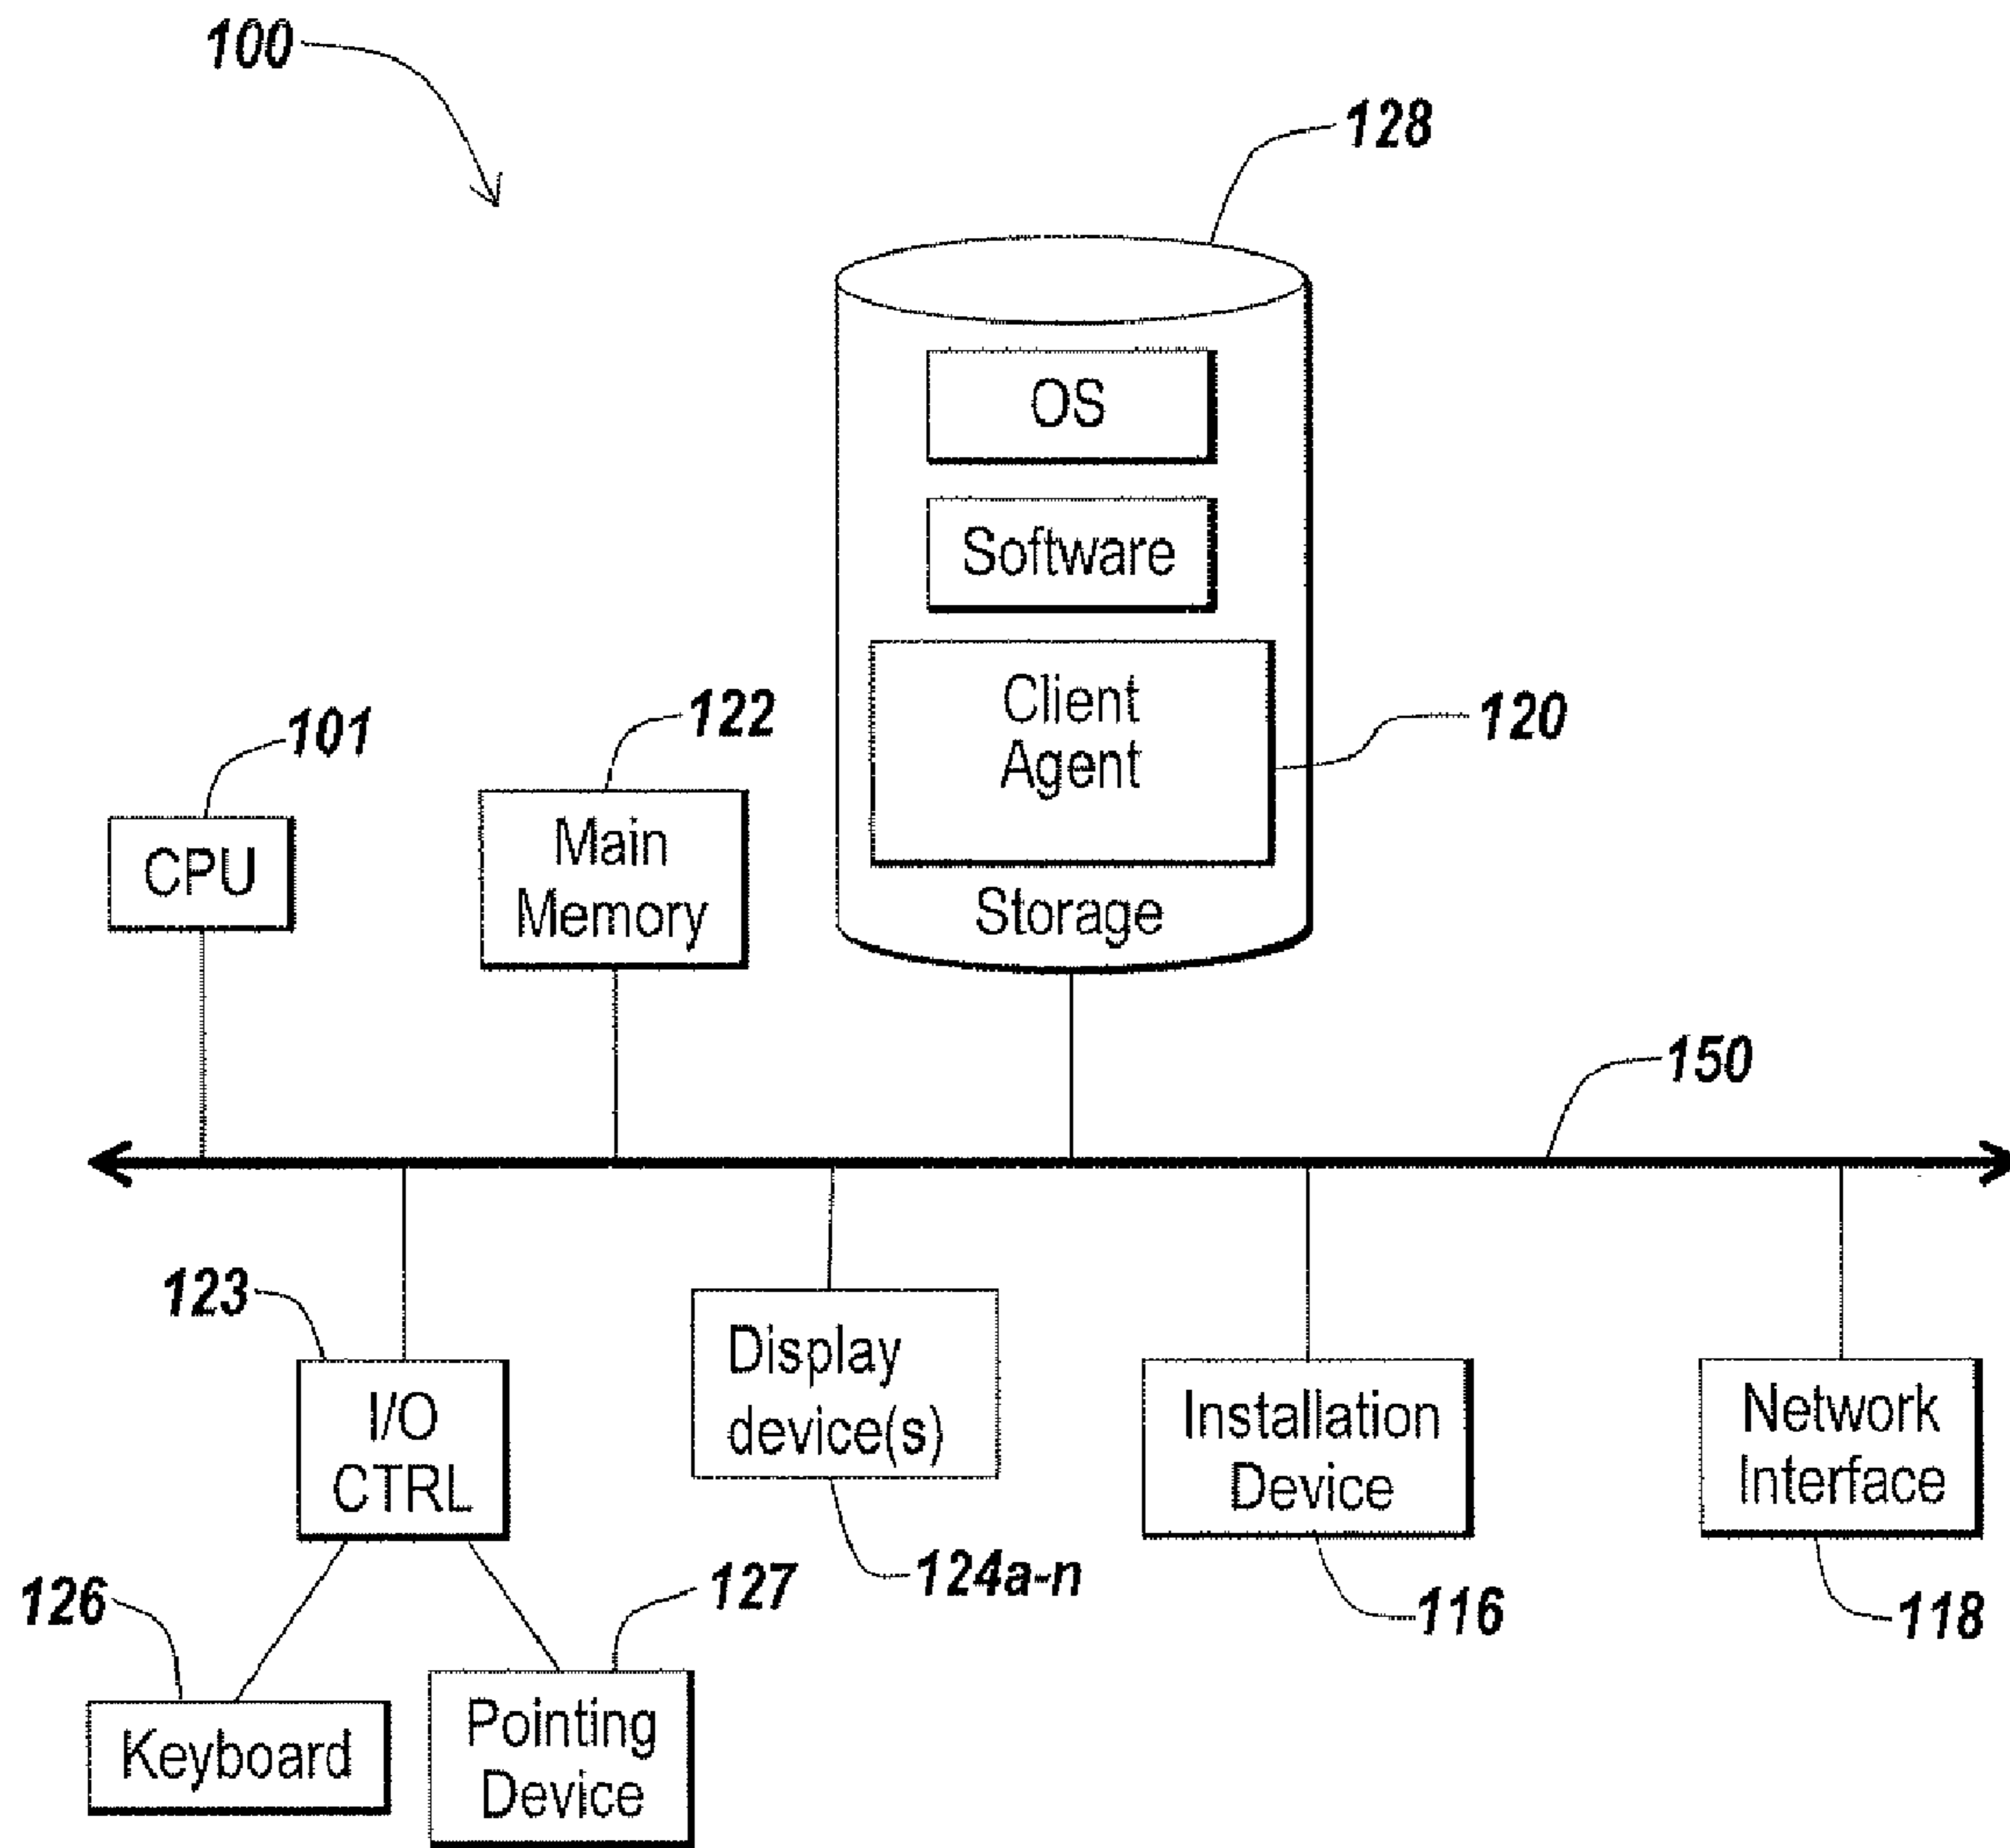 100
128
OS
Software
Client
Agent
120
Storage
101
CPU
122
Main
Memory
150
123
I/O
CTRL
Display
device(s)
124a-n
Installation
Device
116
Network
Interface
118
126
Keyboard
127
Pointing
Device